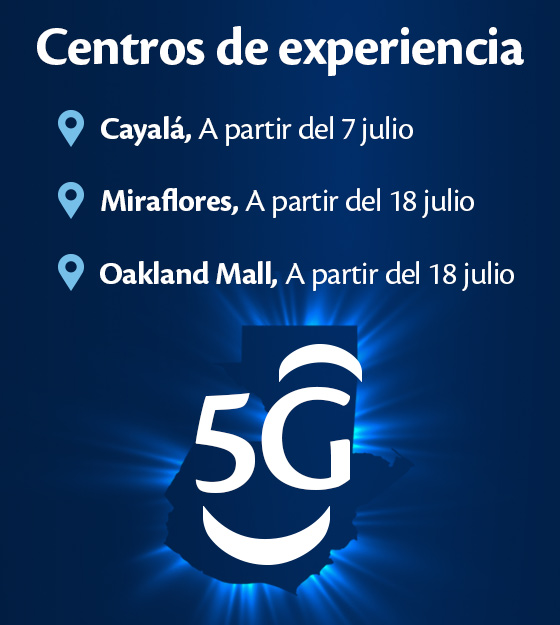 Centros de experiencia
Cayalá, A partir del 7 julio
Miraflores, A partir del 18 julio
Oakland Mall, A partir del 18 julio
5G